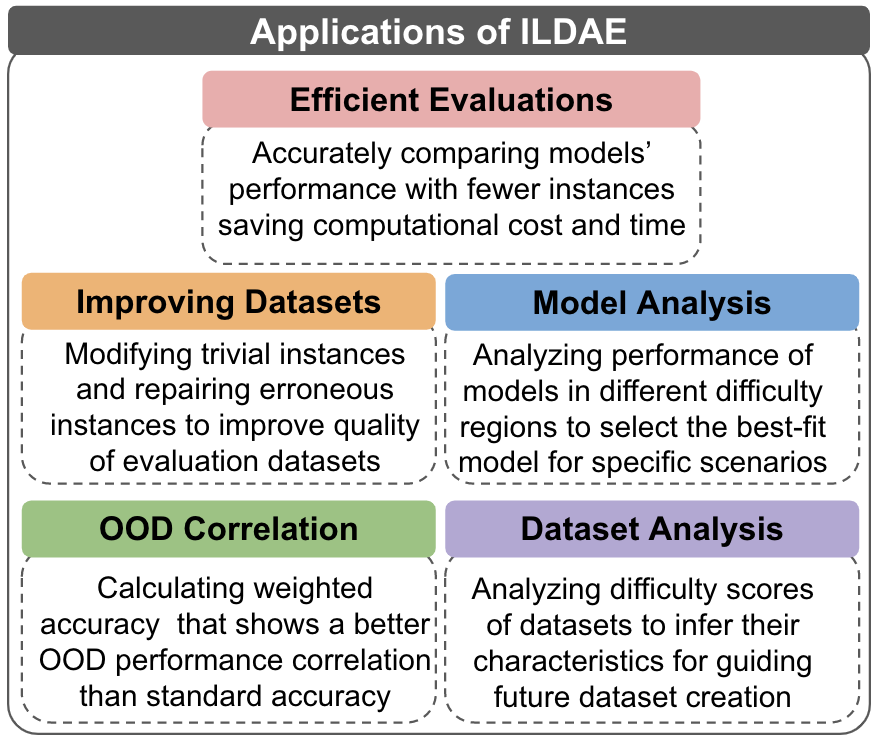 Applications of ILDAE
Efficient Evaluations
Accurately comparing models’
performance with fewer instances
saving computational cost and time
Improving Datasets
Modifying trivial instances
and repairing erroneous
instances to improve quality
of evaluation datasets
Model Analysis
Analyzing performance of
models in different difficulty
regions to select the best-fit
model for specific scenarios
OOD Correlation
Calculating weighted
accuracy that shows a better
OOD performance correlation
than standard accuracy
Dataset Analysis
Analyzing difficulty scores
of datasets to infer their
characteristics for guiding
future dataset creation